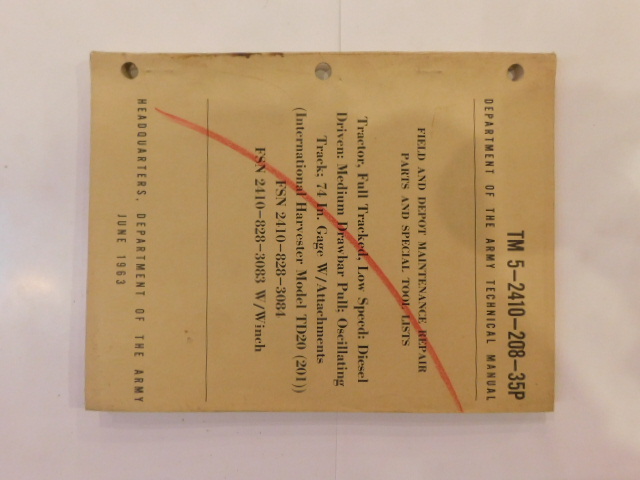 TM 5-2410-208-35P
DEPARTMENT OF THE ARMY TECHNICAL MANUAL
FIELD AND DEPOT MAINTENANCE REPAIR
PARTS AND SPECIAL TOOL LISTS
Tractor, Full Tracked, Low Speed: Diesel
Driven: Medium Drawbar Pull; Oscillating
Track; 74 In. Gage W/Attachments
(International Harvester Model TD20 (201))
FSN 2410-828-3084
FSN 2410-828-3083 W/Winch
HEADQUARTERS, DEPARTMENT OF THE ARMY
JUNE 1963